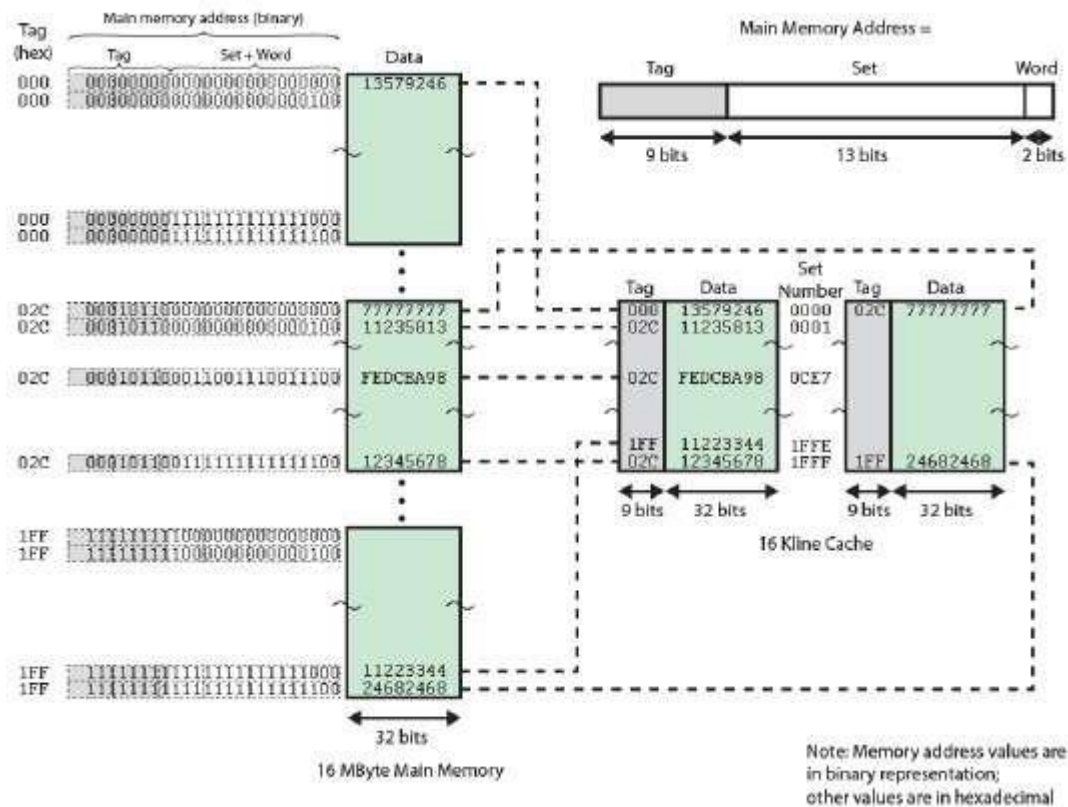 Main memory address (binary)
Tag
(hex)
Tag Set + Word Data
000 13579246
000
000
000
02C 77777777
02C 11235813
02C FEDCBA98
02C 12345678
1FF
1FF
1FF 11223344
1FF 24682468
32 bits
16 MByte Main Memory
Main Memory Address =
Tag Set Word
9 bits 13 bits 2 bits
Set
Tag Data Number Tag Data
000 13579246 0000 02C 77777777
02C 11235813 0001
02C FEDCBA98 0CE7
1FF 11223344 1FFE
02C 12345678 1FFF 1FF 24682468
9 bits 32 bits 9 bits 32 bits
16 Kline Cache
Note: Memory address values are
in binary representation;
other values are in hexadecimal